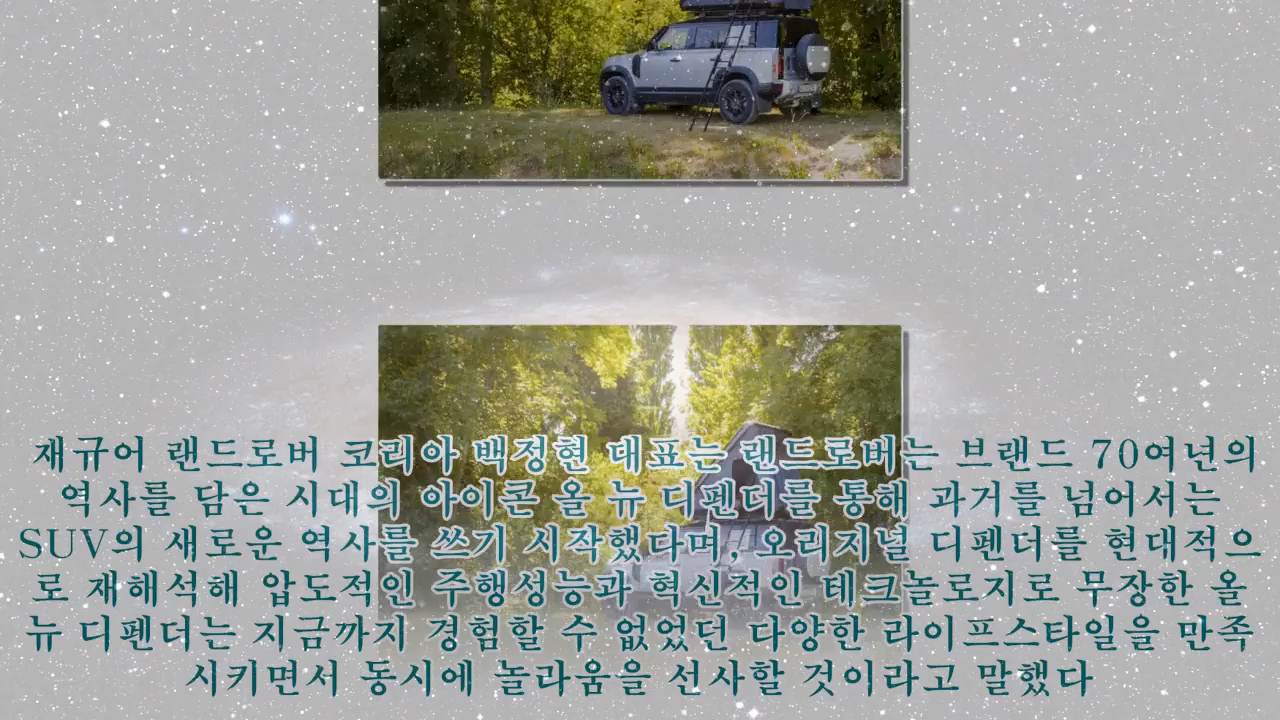 재규어 랜드로버 코리아 백정현 대표는 랜드로버는 브랜드 70여년의
역사를 담은 시대의 아이콘 올 뉴 디펜더를 통해 과거를 넘어서는
SUV의 새로운 역사를 쓰기 시작했다며, 오리지널 디펜더를 현대적으
로 재해석해 압도적인 주행성능과 혁신적인 테크놀로지로 무장한 올
뉴 디펜더는 지금까지 경험할 수 없었던 다양한 라이프스타일을 만족
시키면서 동시에 놀라움을 선사할 것이라고 말했다